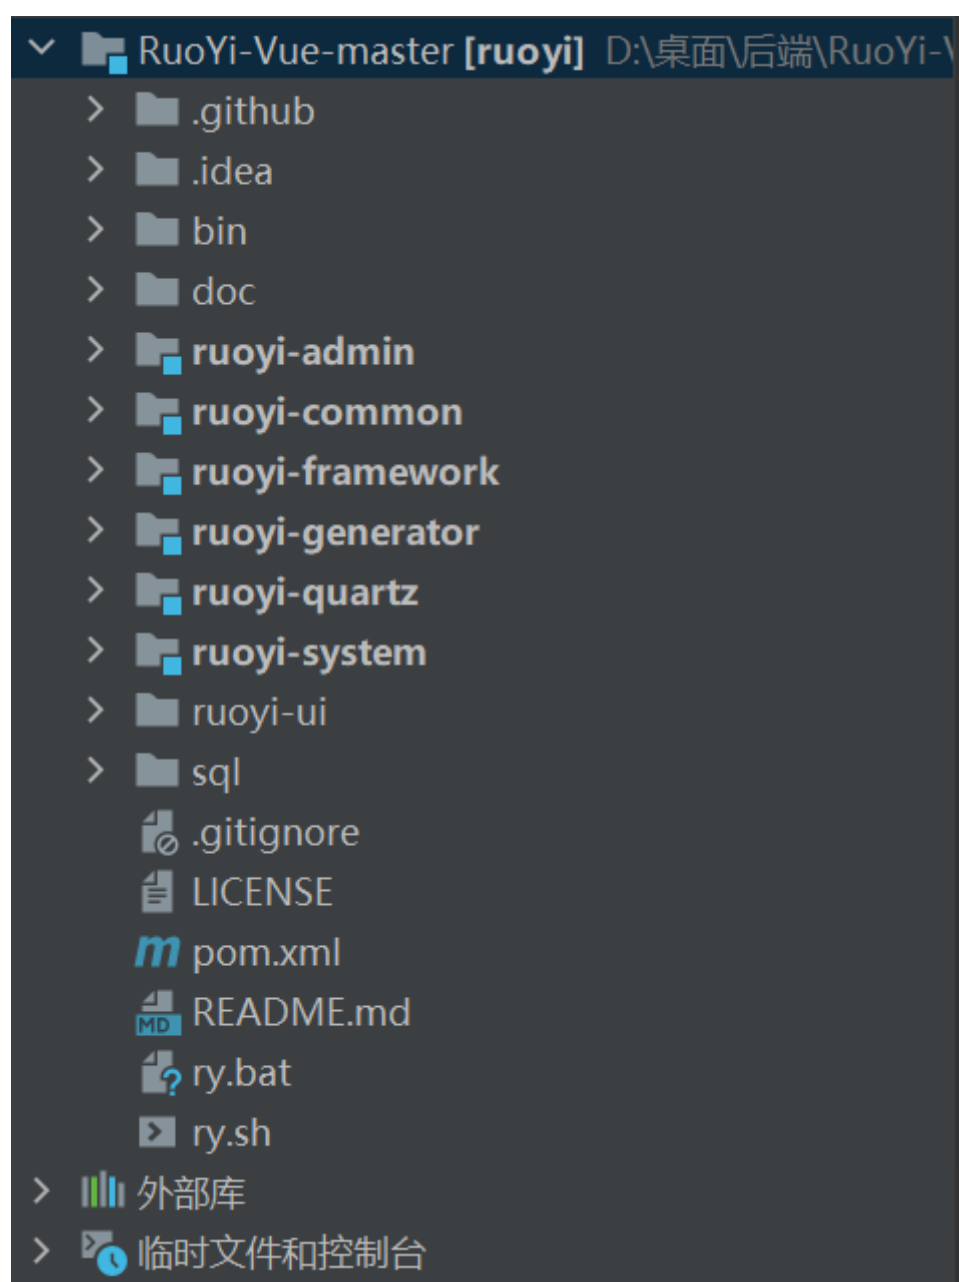 RuoYi-Vue-master [ruoyi] D:\桌面\后端\RuoYi-
.github
.idea
bin
doc
ruoyi-admin
ruoyi-common
ruoyi-framework
ruoyi-generator
ruoyi-quartz
ruoyi-system
ruoyi-ui
sql
.gitignore
LICENSE
pom.xml
MD README.md
ry.bat
ry.sh
外部库
临时文件和控制台